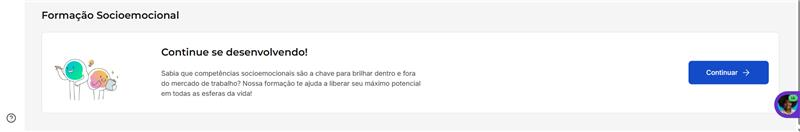 Formação Socioemocional
Continue se desenvolvendo!
Sabia que competências socioemocionais são a chave para brilhar dentro e fora
do mercado de trabalho? Nossa formação te ajuda a liberar seu máximo potencial
em todas as esferas da vida!
Continuar →